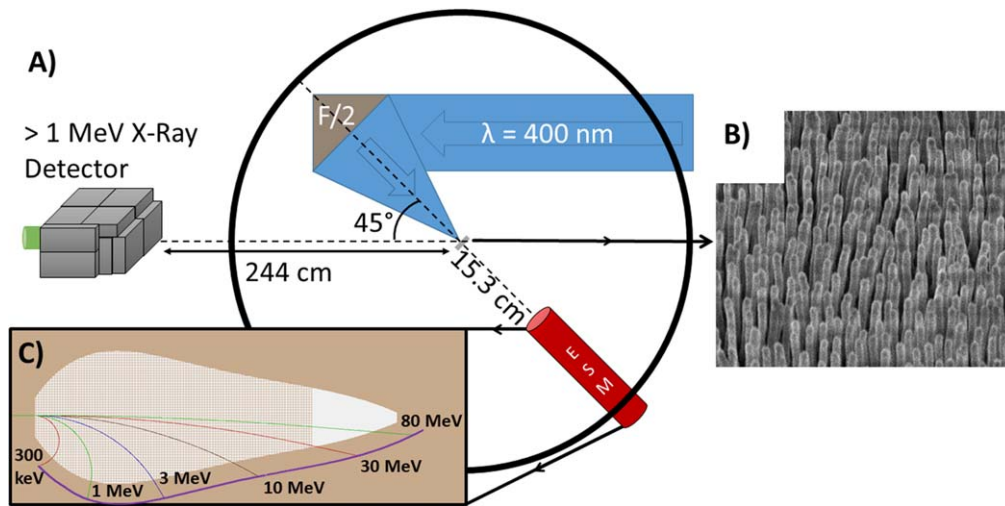 A)
> 1 MeV X-Ray
Detector
F/2
λ = 400 nm
45°
244 cm
15.3 cm
ESM
B)
C)
300
keV
1 MeV
3 MeV
10 MeV
30 MeV
80 MeV